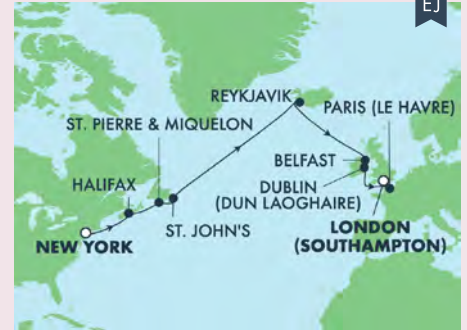 EJ
REYKJAVIK
PARIS (LE HAVRE)
ST. PIERRE & MIQUELON
BELFAST
HALIFAX
DUBLIN
(DUN LAOGHAIRE)
ST. JOHN'S
LONDON
(SOUTHAMPTON)
NEW YORK